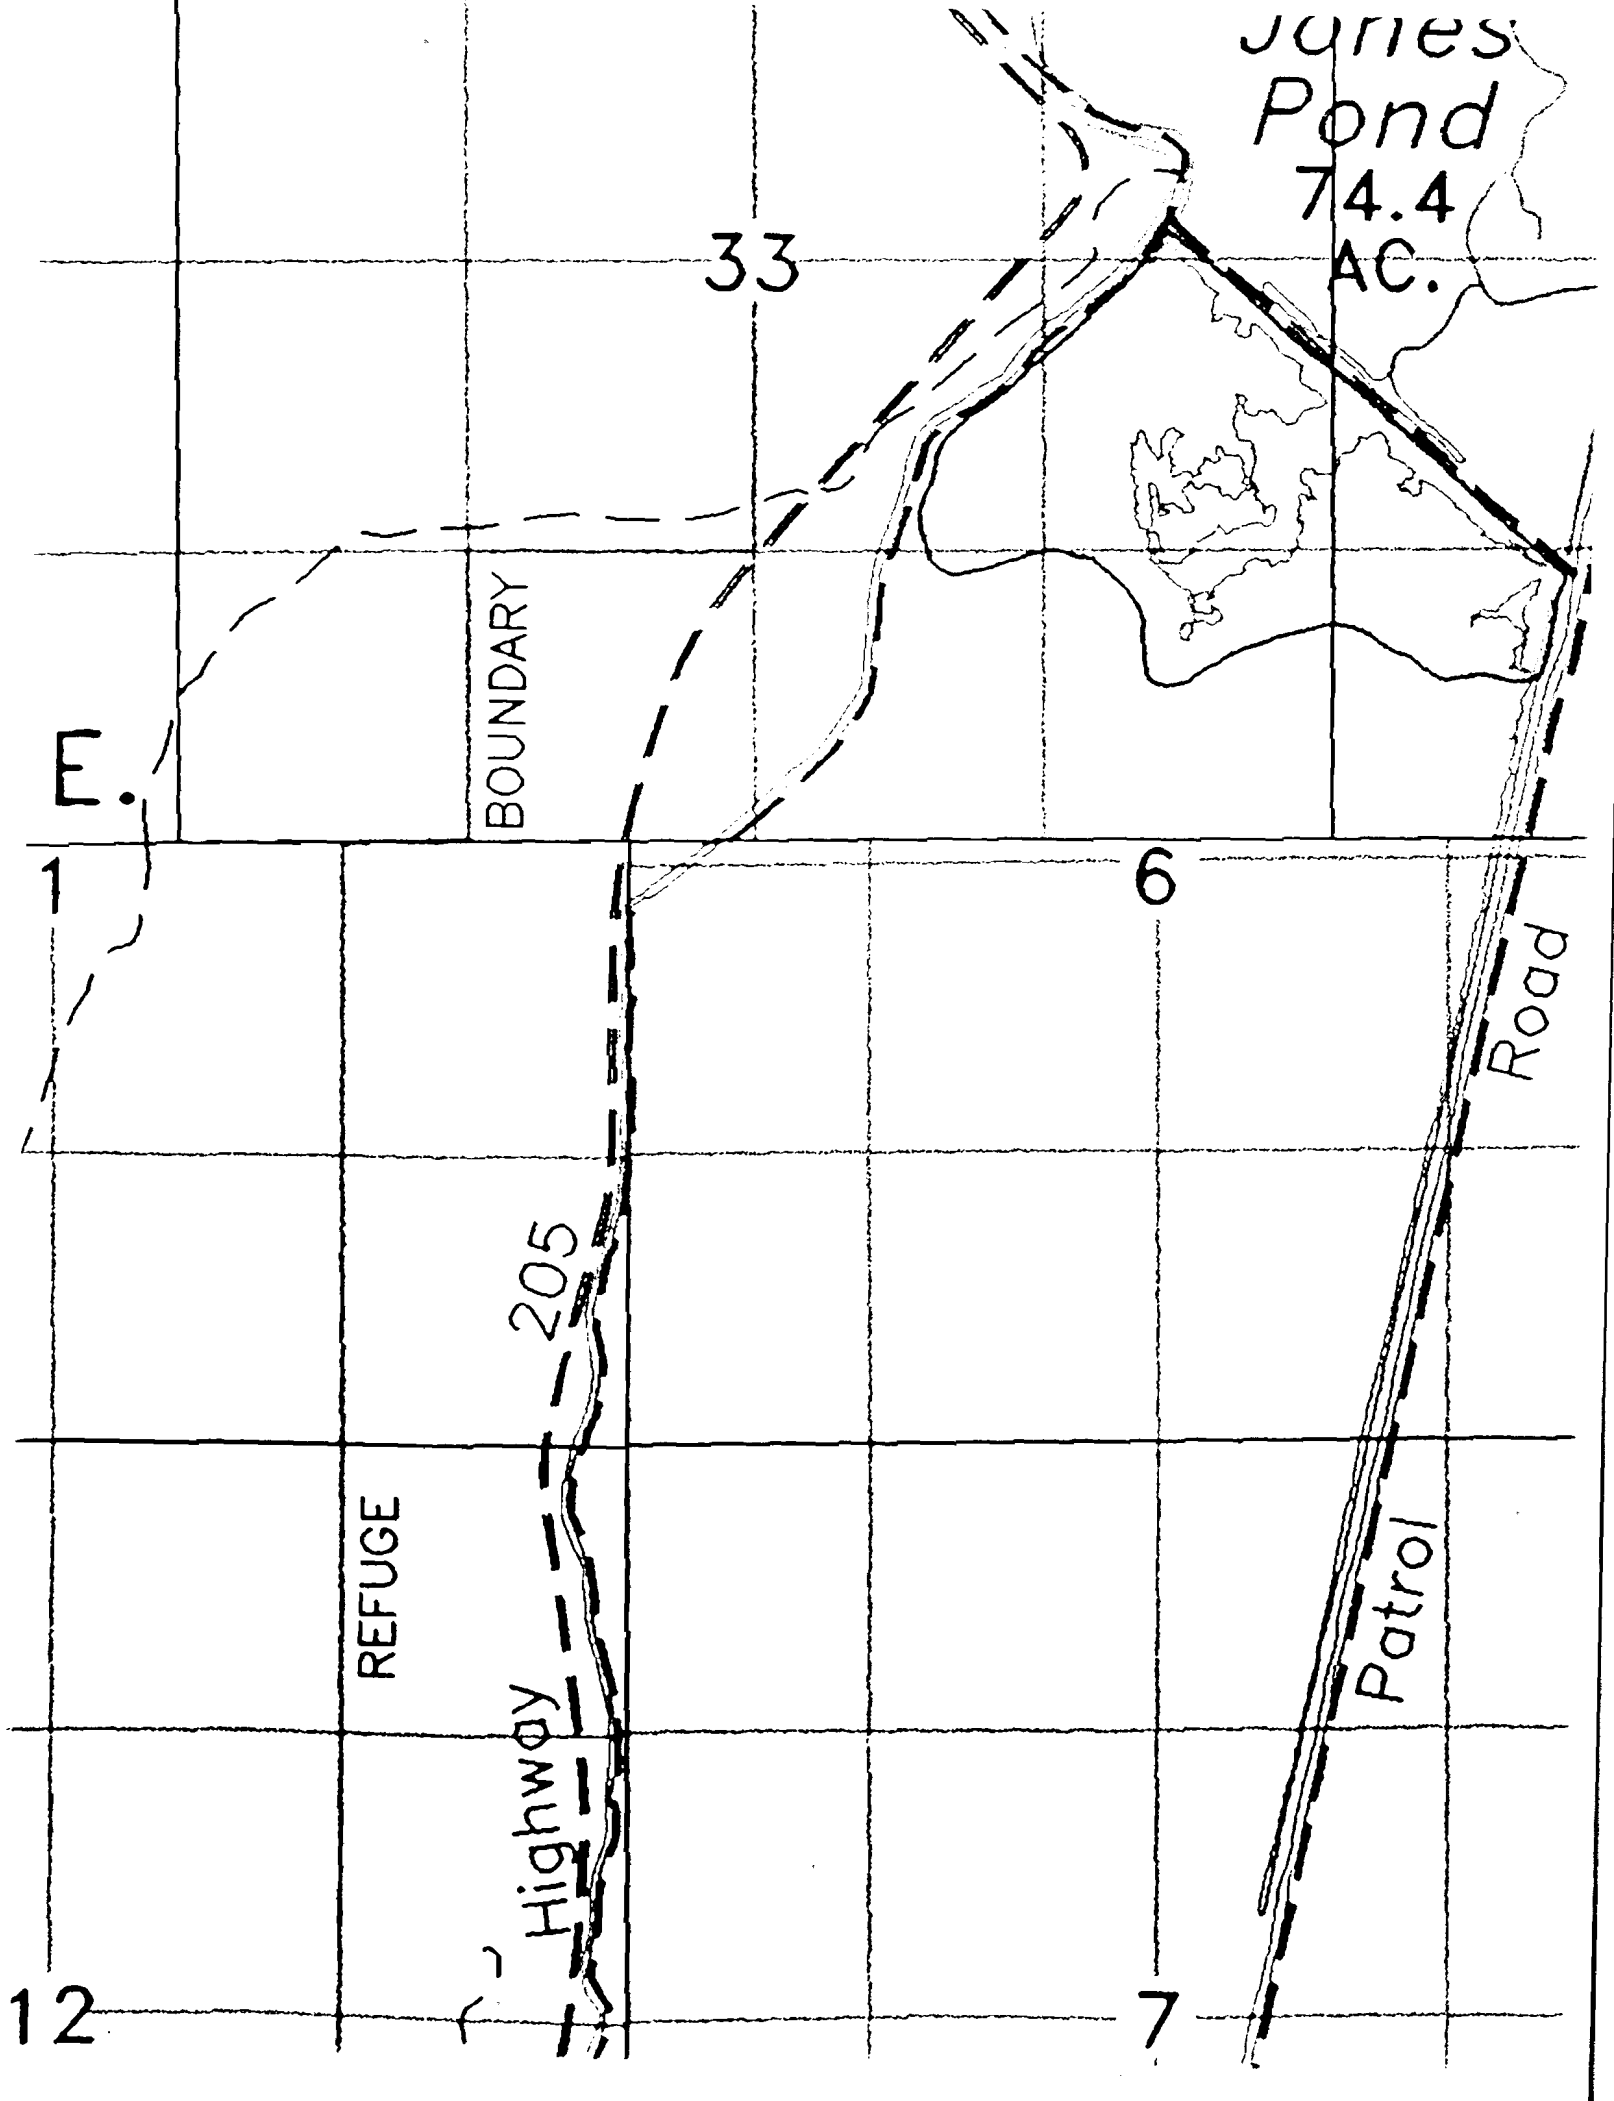 Pond
74.4
AC.
33
BOUNDARY
E.
1
6
Road
205
REFUGE
Patrol
Highway
12
7